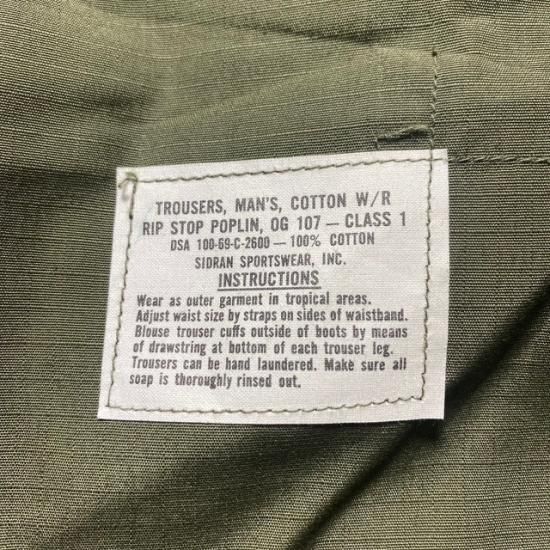 TROUSERS, MAN'S, COTTON W/R
RIP STOP POPLIN, OG 107 — CLASS 1
DSA 100-69-C-2600 — 100% COTTON
SIDRAN SPORTSWEAR, INC.
INSTRUCTIONS
Wear as outer garment in tropical areas.
Adjust waist size by straps on sides of waistband.
Blouse trouser cuffs outside of boots by means
of drawstring at bottom of each trouser leg.
Trousers can be hand laundered. Make sure all
soap is thoroughly rinsed out.